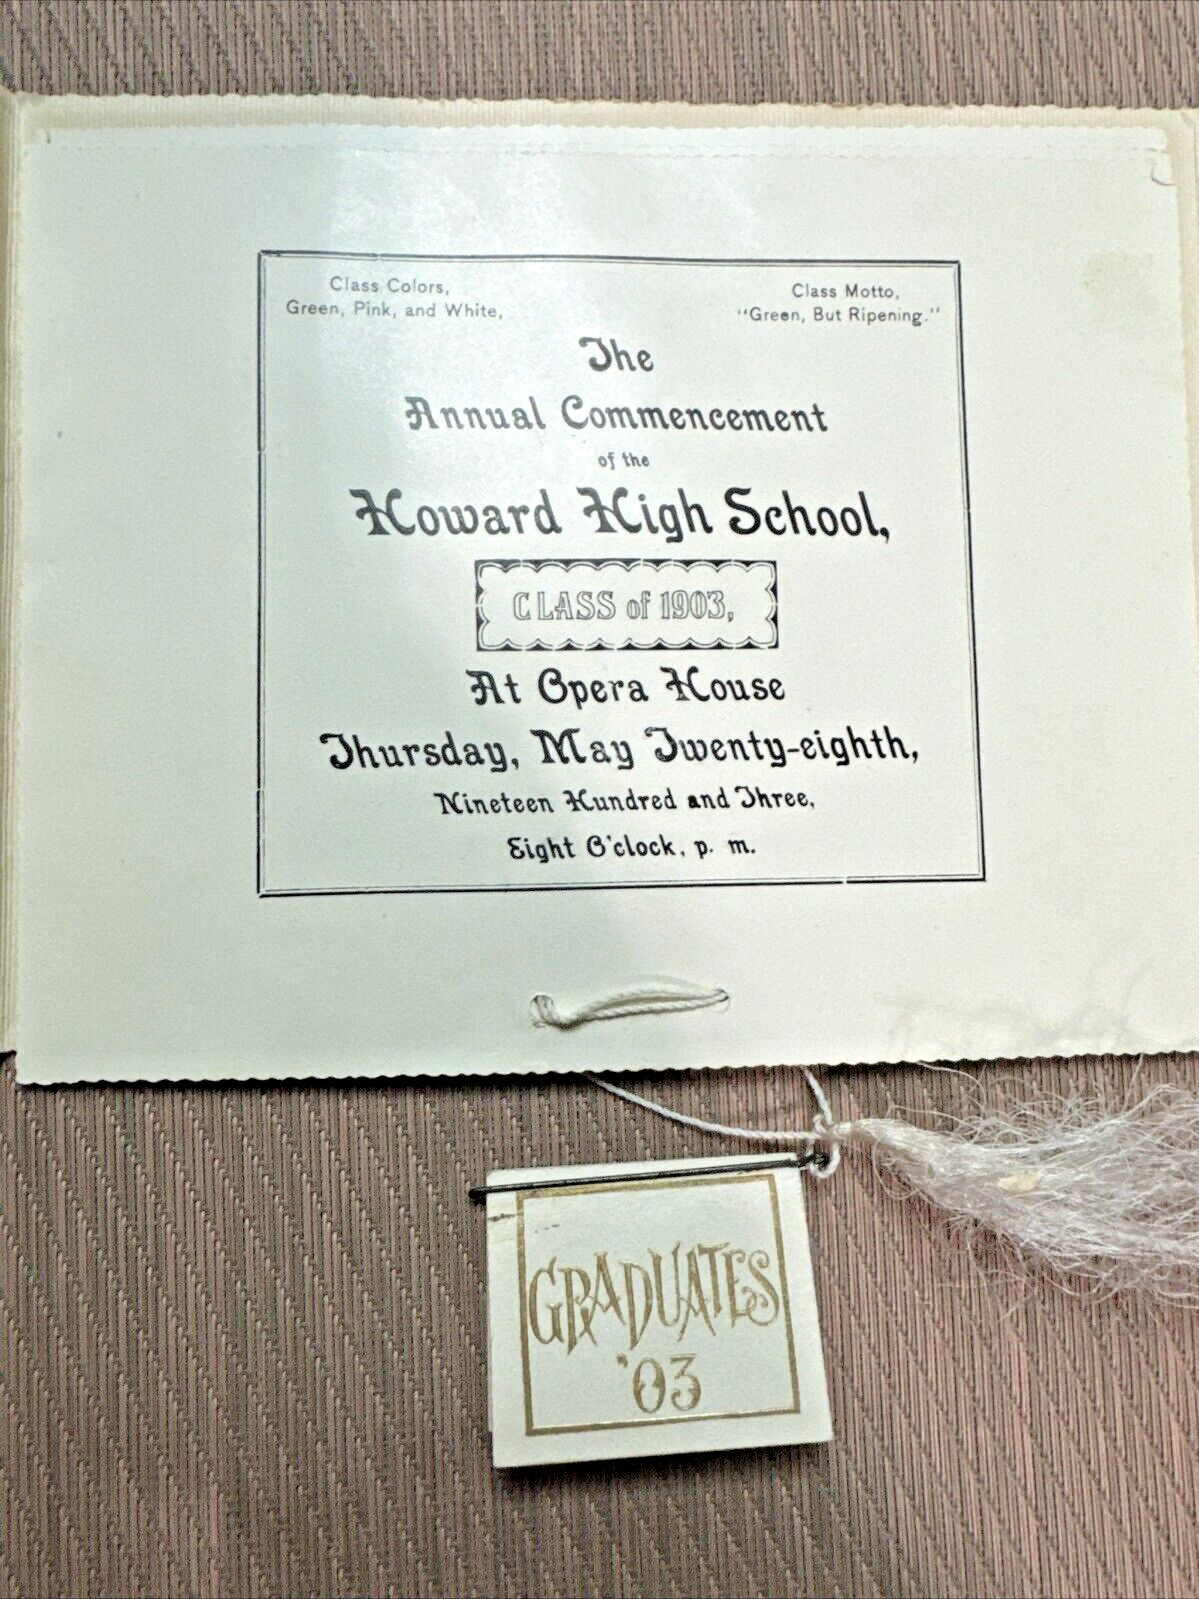 Class Colors,
Green, Pink, and White,
Class Motto,
"Green, But Ripening."
The
Annual Commencement
of the
Howard High School,
CLASS of 1903,
At Opera House
Thursday, May Twenty-eighth,
Nineteen Hundred and Three,
Eight O'clock, p. m.
GRADUATES
'03